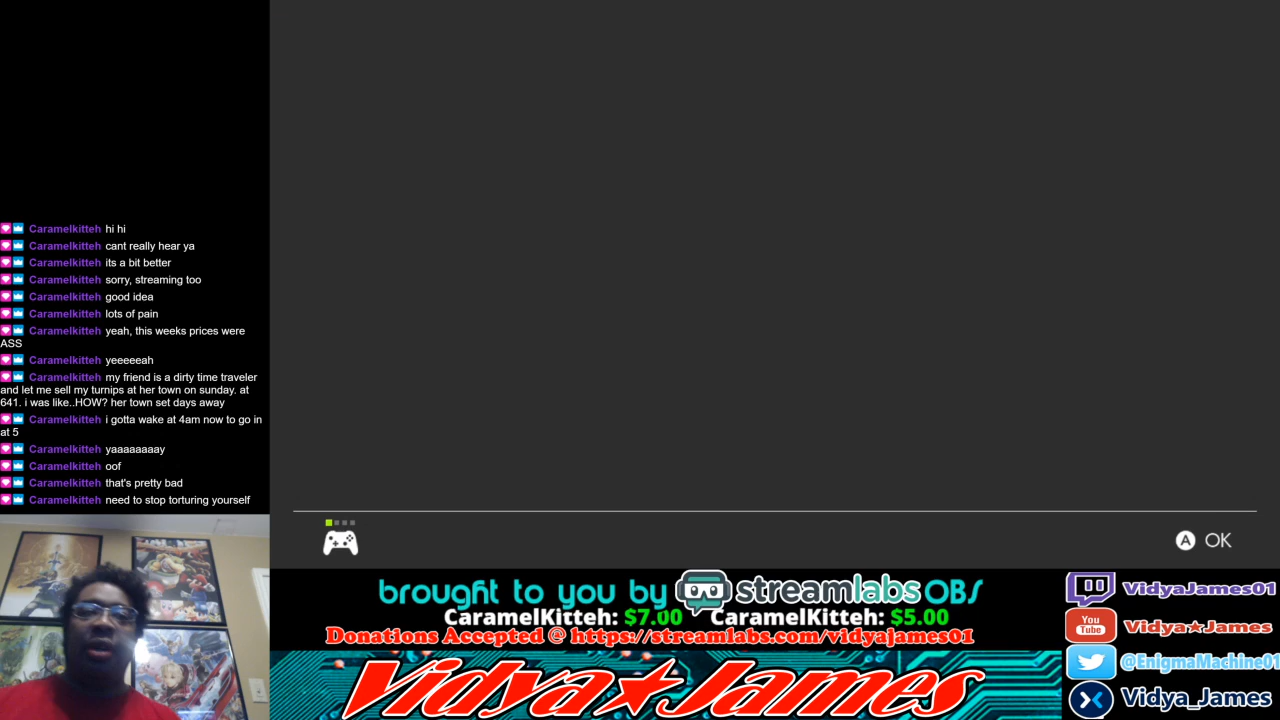 Caramelkitteh hi hi
Caramelkitteh cant really hear ya
Caramelkitteh its a bit better
Caramelkitteh sorry, streaming too
Caramelkitteh good idea
Caramelkitteh lots of pain
Caramelkitteh yeah, this weeks prices were
ASS
Caramelkitteh yeeeeeah
Caramelkitteh my friend is a dirty time traveler
and let me sell my turnips at her town on sunday. at
641. i was like..HOW? her town set days away
Caramelkitteh i gotta wake at 4am now to go in
at 5
Caramelkitteh yaaaaaaaay
Caramelkitteh oof
Caramelkitteh that's pretty bad
Caramelkitteh need to stop torturing yourself
A OK
brought to you by streamlabs OBS
CaramelKitteh: $7.00 CaramelKitteh: $5.00
Donations Accepted @ https://streamlabs.com/vidyajames01
Vidya★James
VidyaJames01
You Tube Vidya★James
@EnigmaMachine01
Vidya_James